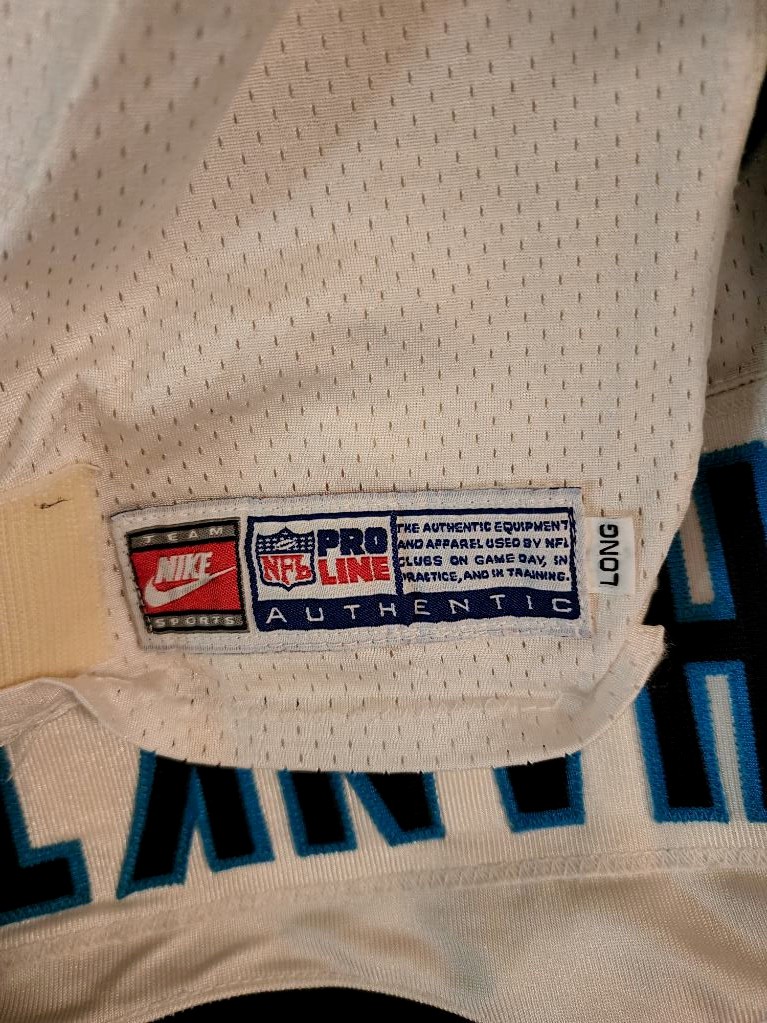 TEAM
NIKE
SPORTS
NFL
PRO
LINE
THE AUTHENTIC EQUIPMENT
AND APPAREL USED BY NFL
CLUBS ON GAME DAY, IN
PRACTICE, AND IN TRAINING.
AUTHENTIC
LONG